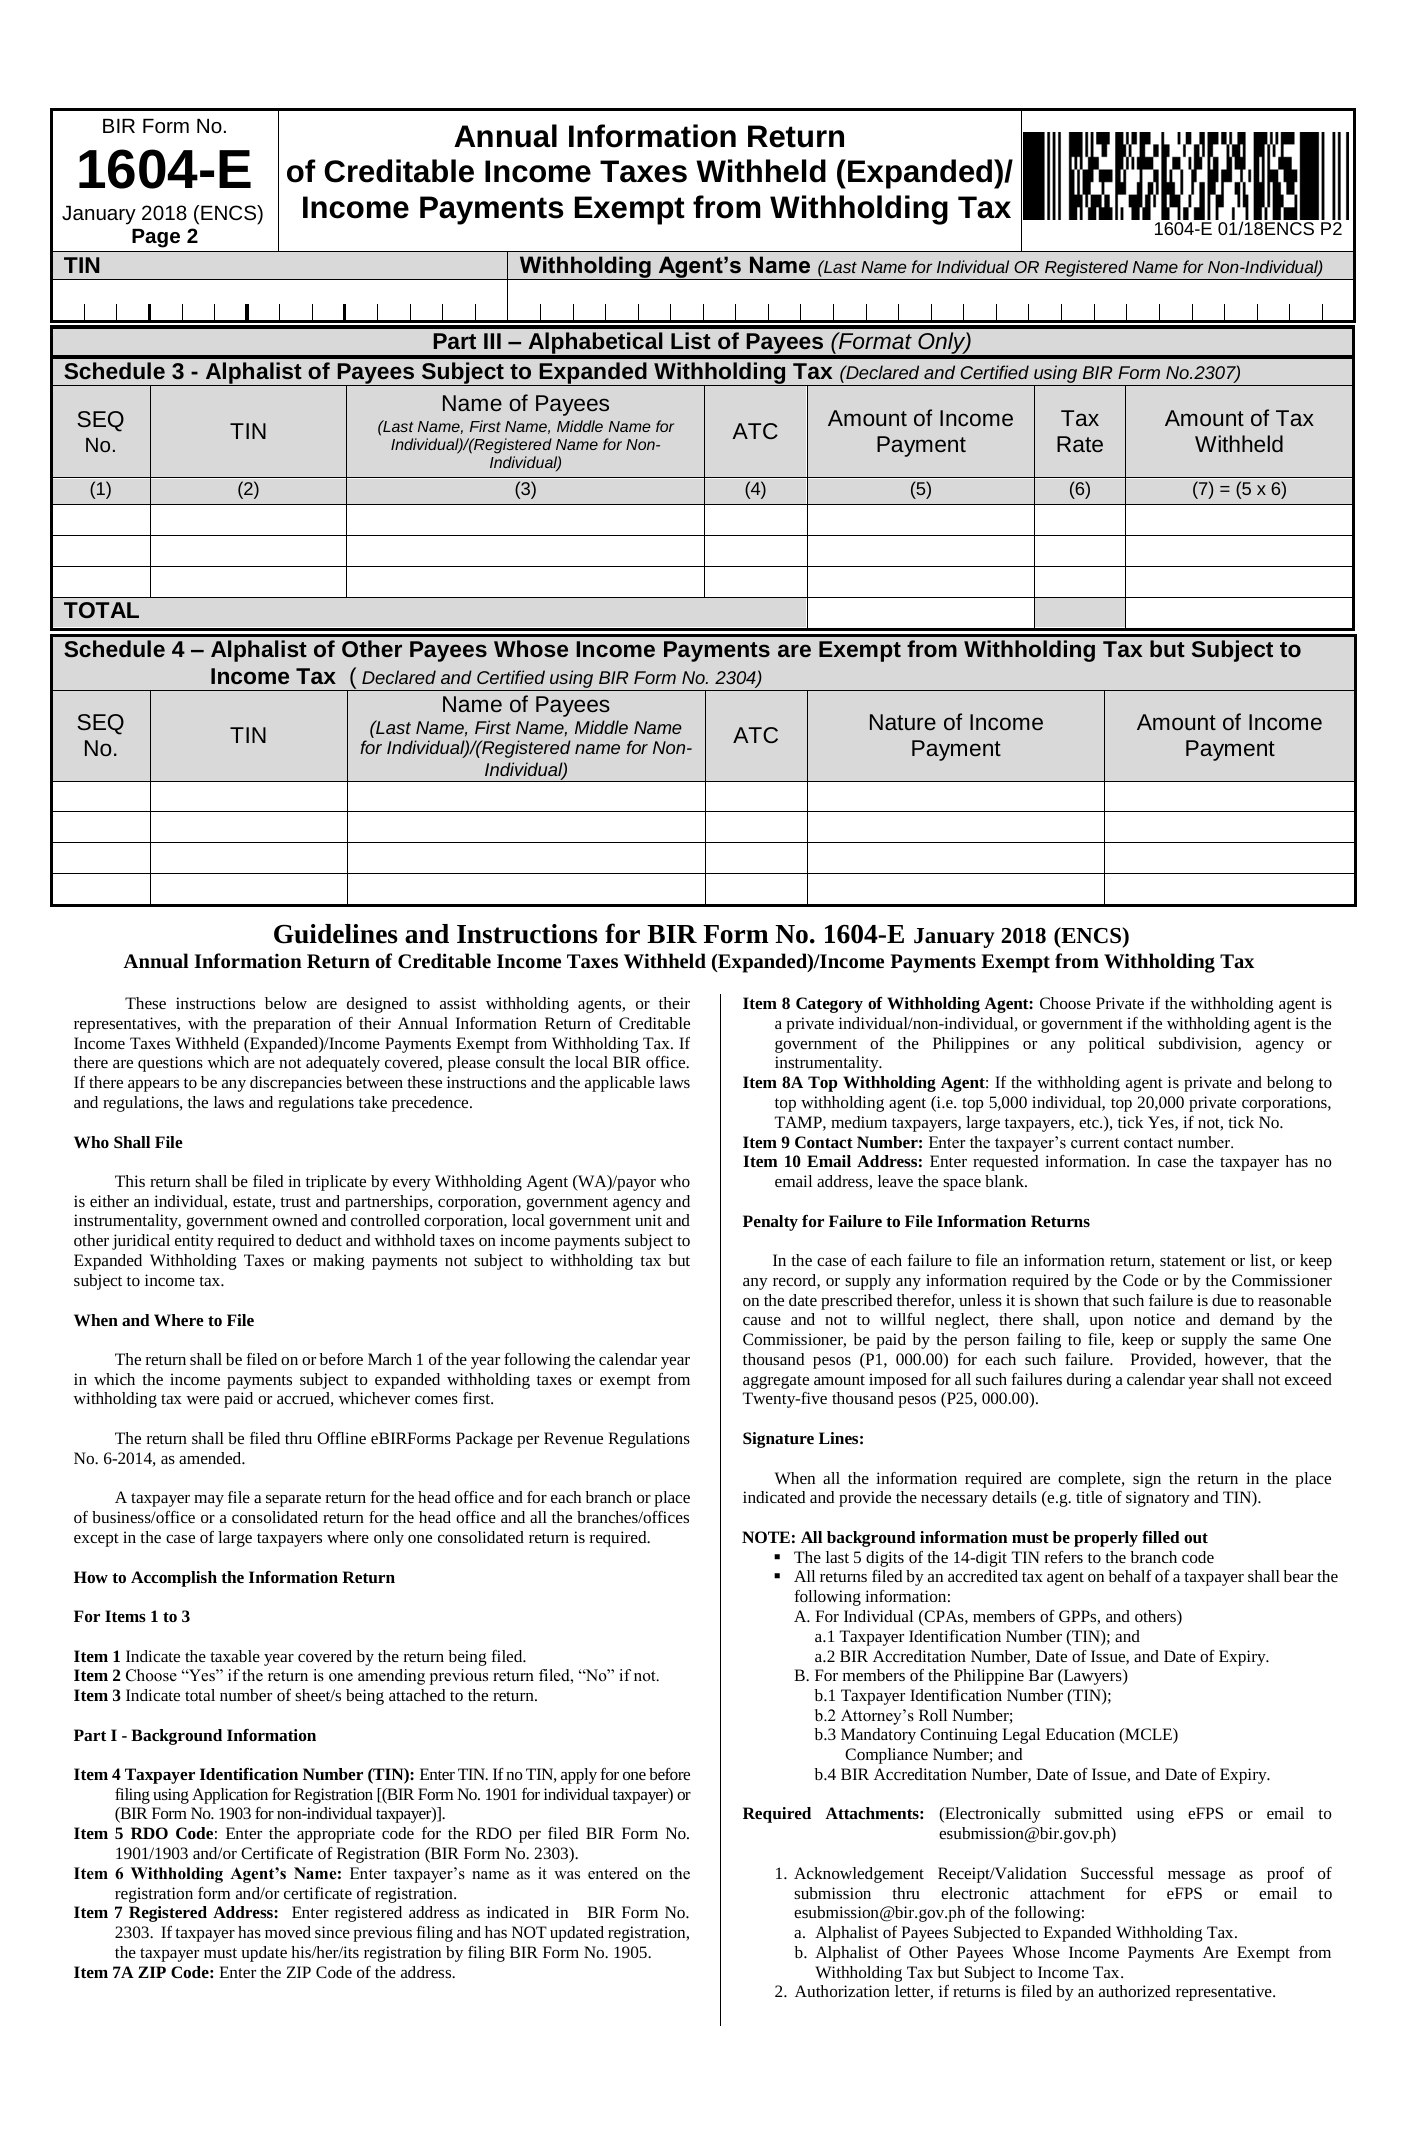 BIR Form No.
1604-E
January 2018 (ENCS)
Page 2
Annual Information Return
of Creditable Income Taxes Withheld (Expanded)/
Income Payments Exempt from Withholding Tax
1604-E 01/18ENCS P2
TIN
Withholding Agent’s Name (Last Name for Individual OR Registered Name for Non-Individual)
Part III – Alphabetical List of Payees (Format Only)
Schedule 3 - Alphalist of Payees Subject to Expanded Withholding Tax (Declared and Certified using BIR Form No.2307)
SEQ
No.
TIN
Name of Payees
(Last Name, First Name, Middle Name for
Individual)/(Registered Name for Non-
Individual)
ATC
Amount of Income
Payment
Tax
Rate
Amount of Tax
Withheld
(1)
(2)
(3)
(4)
(5)
(6)
(7) = (5 x 6)
TOTAL
Schedule 4 – Alphalist of Other Payees Whose Income Payments are Exempt from Withholding Tax but Subject to
Income Tax ( Declared and Certified using BIR Form No. 2304)
SEQ
No.
TIN
Name of Payees
(Last Name, First Name, Middle Name
for Individual)/(Registered name for Non-
Individual)
ATC
Nature of Income
Payment
Amount of Income
Payment
Guidelines and Instructions for BIR Form No. 1604-E January 2018 (ENCS)
Annual Information Return of Creditable Income Taxes Withheld (Expanded)/Income Payments Exempt from Withholding Tax
These instructions below are designed to assist withholding agents, or their
representatives, with the preparation of their Annual Information Return of Creditable
Income Taxes Withheld (Expanded)/Income Payments Exempt from Withholding Tax. If
there are questions which are not adequately covered, please consult the local BIR office.
If there appears to be any discrepancies between these instructions and the applicable laws
and regulations, the laws and regulations take precedence.
Who Shall File
This return shall be filed in triplicate by every Withholding Agent (WA)/payor who
is either an individual, estate, trust and partnerships, corporation, government agency and
instrumentality, government owned and controlled corporation, local government unit and
other juridical entity required to deduct and withhold taxes on income payments subject to
Expanded Withholding Taxes or making payments not subject to withholding tax but
subject to income tax.
When and Where to File
The return shall be filed on or before March 1 of the year following the calendar year
in which the income payments subject to expanded withholding taxes or exempt from
withholding tax were paid or accrued, whichever comes first.
The return shall be filed thru Offline eBIRForms Package per Revenue Regulations
No. 6-2014, as amended.
A taxpayer may file a separate return for the head office and for each branch or place
of business/office or a consolidated return for the head office and all the branches/offices
except in the case of large taxpayers where only one consolidated return is required.
How to Accomplish the Information Return
For Items 1 to 3
Item 1 Indicate the taxable year covered by the return being filed.
Item 2 Choose “Yes” if the return is one amending previous return filed, “No” if not.
Item 3 Indicate total number of sheet/s being attached to the return.
Part I - Background Information
Item 4 Taxpayer Identification Number (TIN): Enter TIN. If no TIN, apply for one before
filing using Application for Registration [(BIR Form No. 1901 for individual taxpayer) or
(BIR Form No. 1903 for non-individual taxpayer)].
Item 5 RDO Code: Enter the appropriate code for the RDO per filed BIR Form No.
1901/1903 and/or Certificate of Registration (BIR Form No. 2303).
Item 6 Withholding Agent’s Name: Enter taxpayer’s name as it was entered on the
registration form and/or certificate of registration.
Item 7 Registered Address: Enter registered address as indicated in BIR Form No.
2303. If taxpayer has moved since previous filing and has NOT updated registration,
the taxpayer must update his/her/its registration by filing BIR Form No. 1905.
Item 7A ZIP Code: Enter the ZIP Code of the address.
Item 8 Category of Withholding Agent: Choose Private if the withholding agent is
a private individual/non-individual, or government if the withholding agent is the
government of the Philippines or any political subdivision, agency or
instrumentality.
Item 8A Top Withholding Agent: If the withholding agent is private and belong to
top withholding agent (i.e. top 5,000 individual, top 20,000 private corporations,
TAMP, medium taxpayers, large taxpayers, etc.), tick Yes, if not, tick No.
Item 9 Contact Number: Enter the taxpayer’s current contact number.
Item 10 Email Address: Enter requested information. In case the taxpayer has no
email address, leave the space blank.
Penalty for Failure to File Information Returns
In the case of each failure to file an information return, statement or list, or keep
any record, or supply any information required by the Code or by the Commissioner
on the date prescribed therefor, unless it is shown that such failure is due to reasonable
cause and not to willful neglect, there shall, upon notice and demand by the
Commissioner, be paid by the person failing to file, keep or supply the same One
thousand pesos (P1, 000.00) for each such failure. Provided, however, that the
aggregate amount imposed for all such failures during a calendar year shall not exceed
Twenty-five thousand pesos (P25, 000.00).
Signature Lines:
When all the information required are complete, sign the return in the place
indicated and provide the necessary details (e.g. title of signatory and TIN).
NOTE: All background information must be properly filled out
▪ The last 5 digits of the 14-digit TIN refers to the branch code
▪ All returns filed by an accredited tax agent on behalf of a taxpayer shall bear the
following information:
A. For Individual (CPAs, members of GPPs, and others)
a.1 Taxpayer Identification Number (TIN); and
a.2 BIR Accreditation Number, Date of Issue, and Date of Expiry.
B. For members of the Philippine Bar (Lawyers)
b.1 Taxpayer Identification Number (TIN);
b.2 Attorney’s Roll Number;
b.3 Mandatory Continuing Legal Education (MCLE)
Compliance Number; and
b.4 BIR Accreditation Number, Date of Issue, and Date of Expiry.
Required Attachments: (Electronically submitted using eFPS or email to
esubmission@bir.gov.ph)
1. Acknowledgement Receipt/Validation Successful message as proof of
submission thru electronic attachment for eFPS or email to
esubmission@bir.gov.ph of the following:
a. Alphalist of Payees Subjected to Expanded Withholding Tax.
b. Alphalist of Other Payees Whose Income Payments Are Exempt from
Withholding Tax but Subject to Income Tax.
2. Authorization letter, if returns is filed by an authorized representative.